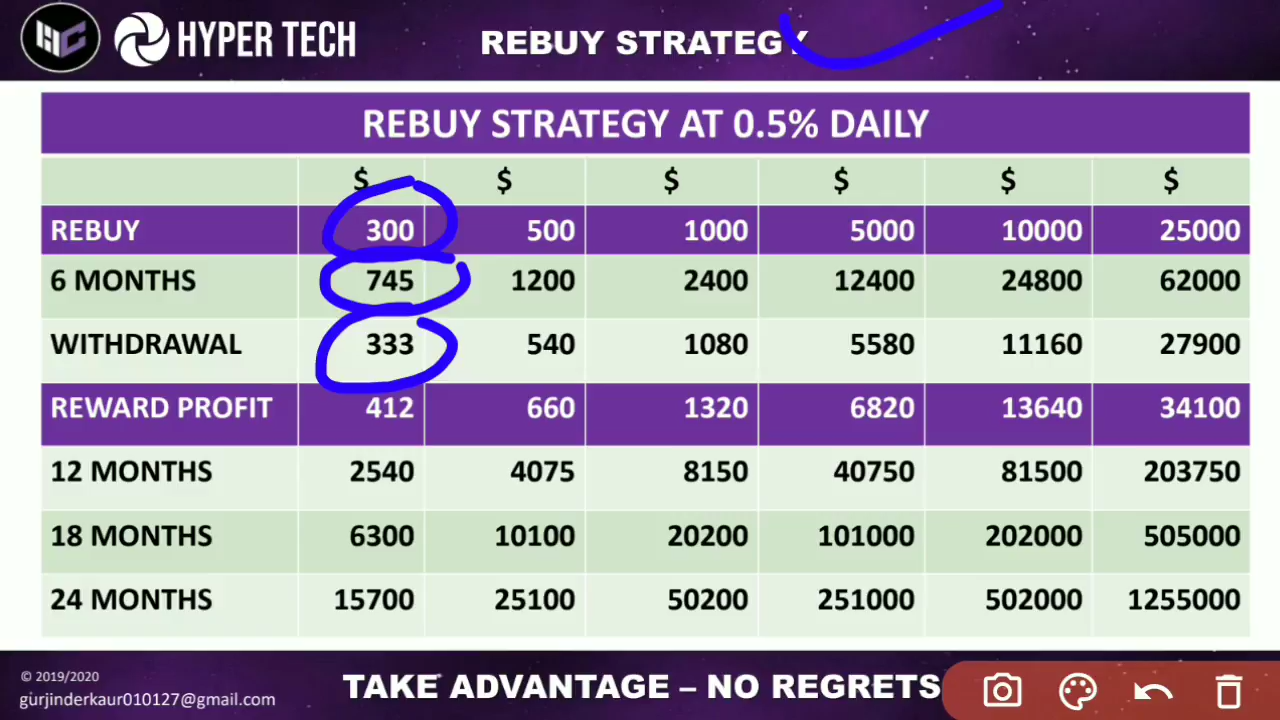 HC HYPER TECH REBUY STRATEGY
REBUY STRATEGY AT 0.5% DAILY
$ $ $ $ $ $
REBUY 300 500 1000 5000 10000 25000
6 MONTHS 745 1200 2400 12400 24800 62000
WITHDRAWAL 333 540 1080 5580 11160 27900
REWARD PROFIT 412 660 1320 6820 13640 34100
12 MONTHS 2540 4075 8150 40750 81500 203750
18 MONTHS 6300 10100 20200 101000 202000 505000
24 MONTHS 15700 25100 50200 251000 502000 1255000
© 2019/2020
gurjinderkaur010127@gmail.com
TAKE ADVANTAGE – NO REGRETS